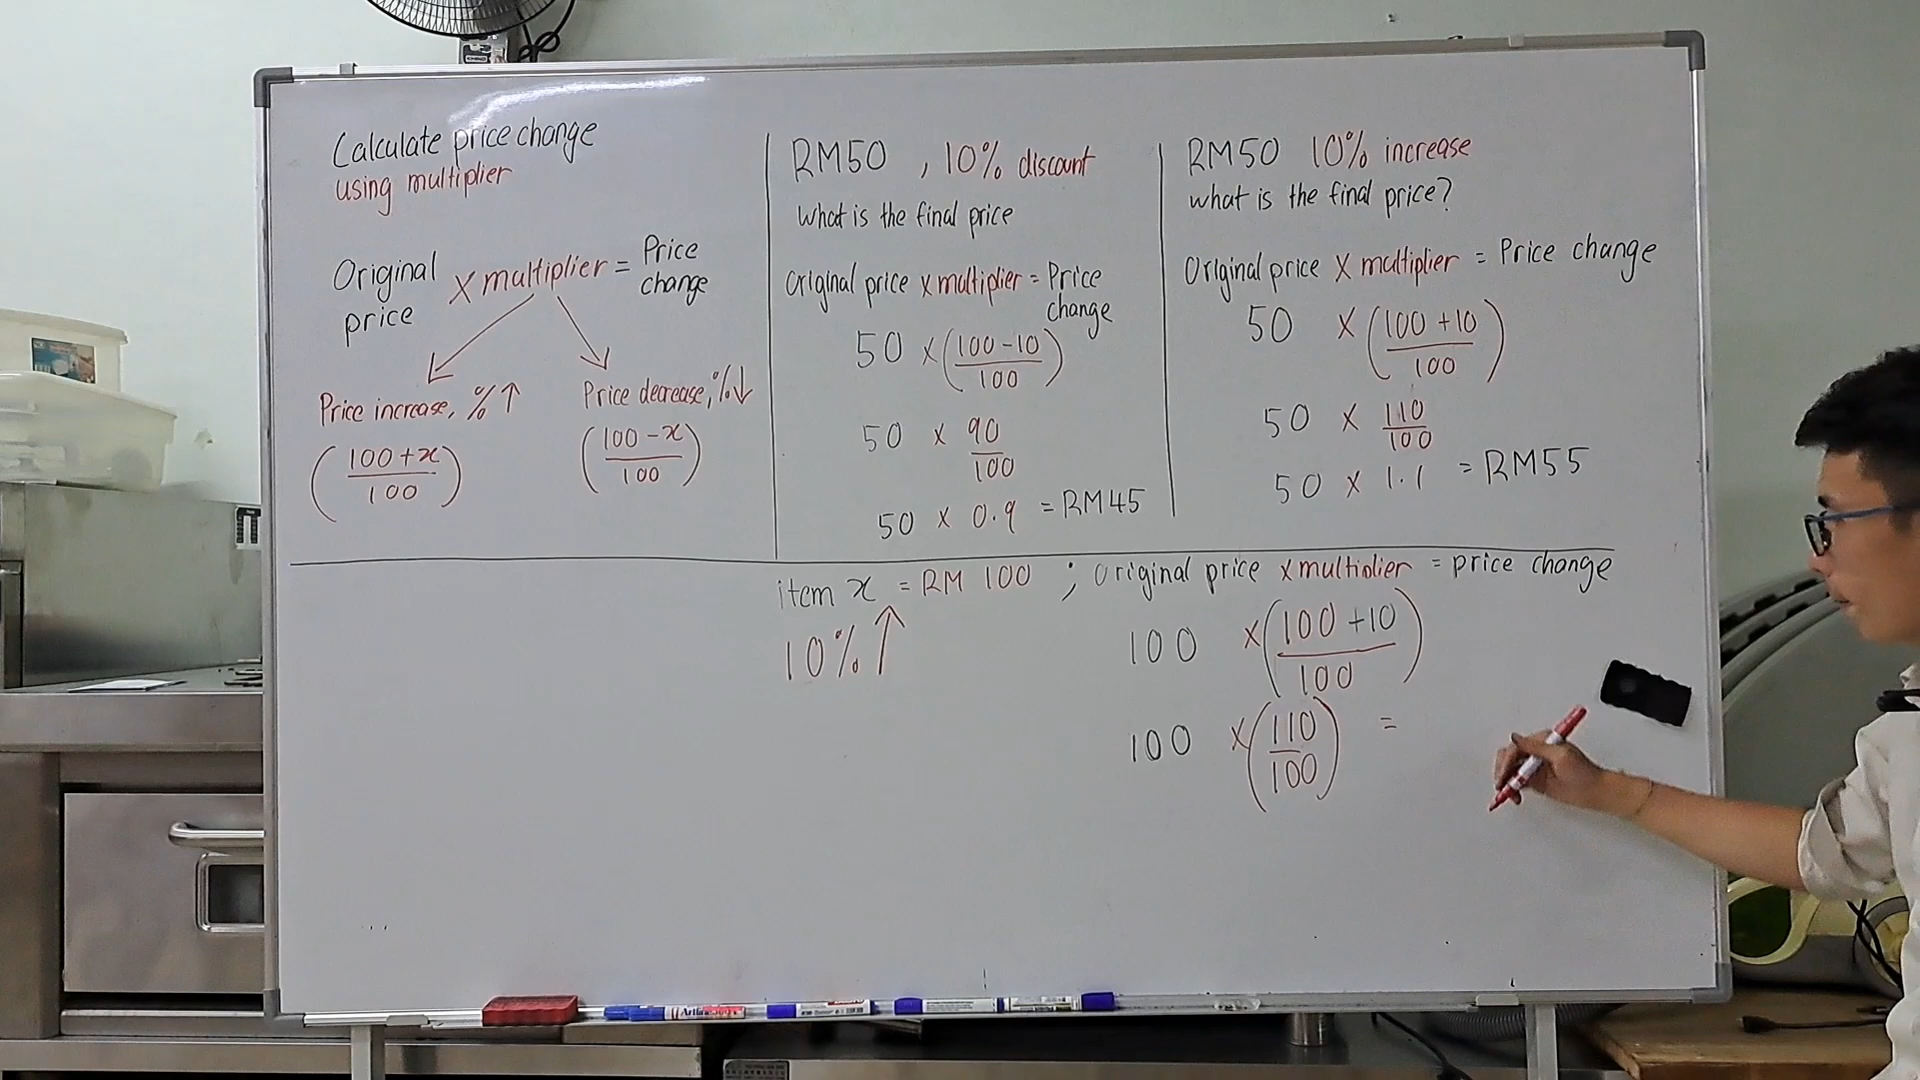 Calculate price change
using multiplier
Original price × multiplier = Price change
Price increase, % ↑
(100 + x / 100)
Price decrease, % ↓
(100 - x / 100)
RM50 , 10% discount
What is the final price
Original price × multiplier = Price change
50 × (100 - 10 / 100)
50 × 90 / 100
50 × 0.9 = RM45
RM50 10% increase
what is the final price?
Original price × multiplier = Price change
50 × (100 + 10 / 100)
50 × 110 / 100
50 × 1.1 = RM55
item x = RM 100 ; original price × multiplier = price change
10% ↑
100 × (100 + 10 / 100)
100 × (110 / 100) =
Artline